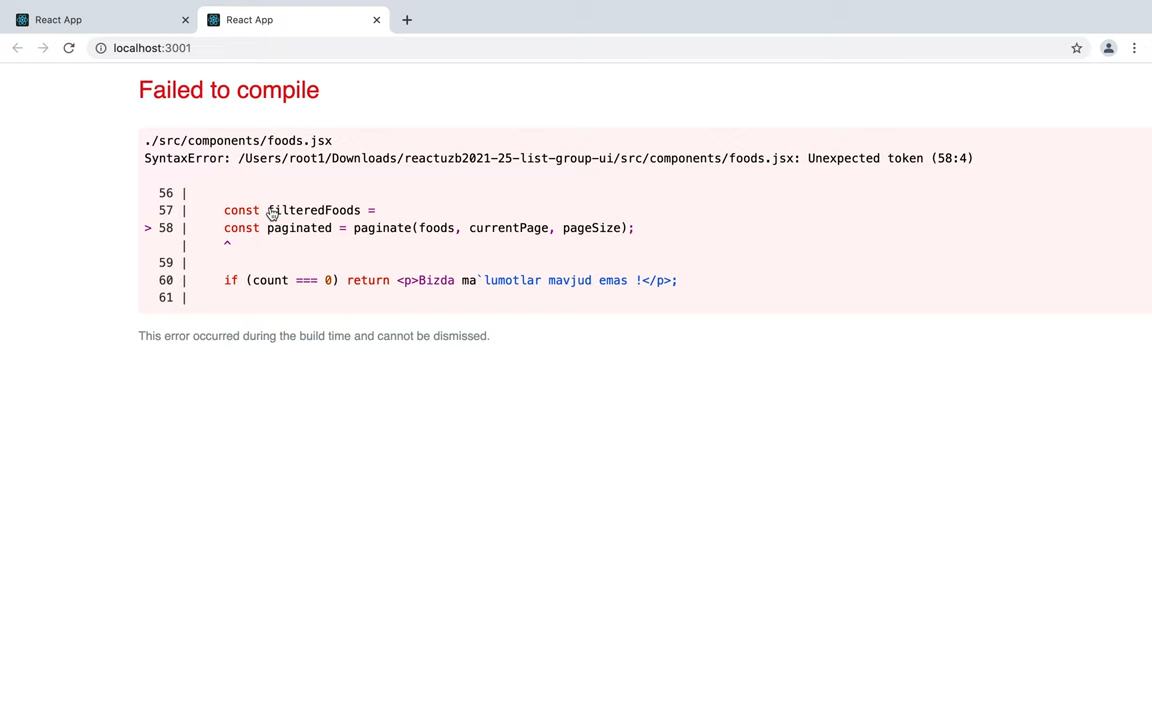 React App
React App
localhost:3001
Failed to compile
./src/components/foods.jsx
SyntaxError: /Users/root1/Downloads/reactuzb2021-25-list-group-ui/src/components/foods.jsx: Unexpected token (58:4)
56 |
57 |     const filteredFoods =
> 58 |     const paginated = paginate(foods, currentPage, pageSize);
|     ^
59 |
60 |     if (count === 0) return <p>Bizda ma`lumotlar mavjud emas !</p>;
61 |
This error occurred during the build time and cannot be dismissed.